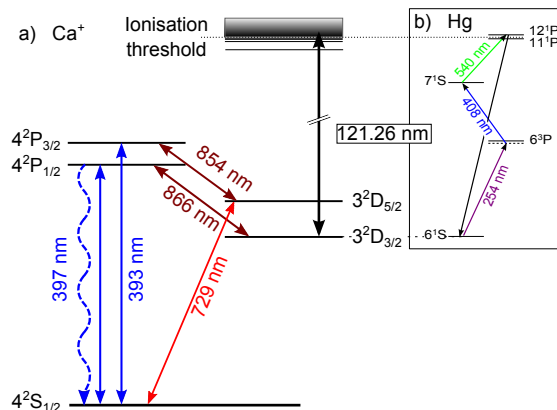 a) Ca⁺
Ionisation
threshold
b) Hg
12¹P
11¹P
540 nm
7¹S
408 nm
6³P
254 nm
6¹S
121.26 nm
4²P₃/₂
4²P₁/₂
854 nm
866 nm
3²D₅/₂
3²D₃/₂
397 nm
393 nm
729 nm
4²S₁/₂